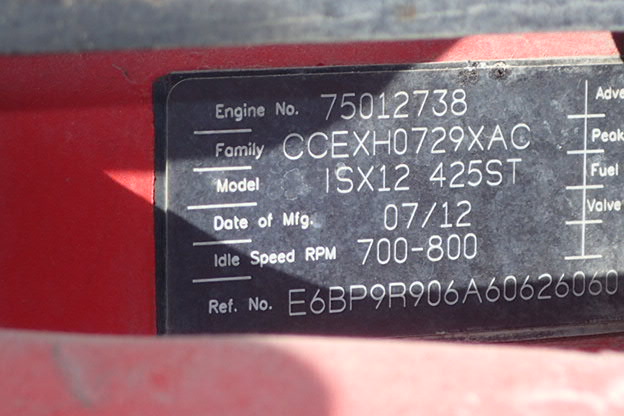 Engine No. 75012738
Family CCEXH0729XAC
Model ISX12 425ST
Date of Mfg. 07/12
Idle Speed RPM 700-800
Ref. No. E6BP9R906A60626060
Adve
Peak
Fuel
Valve